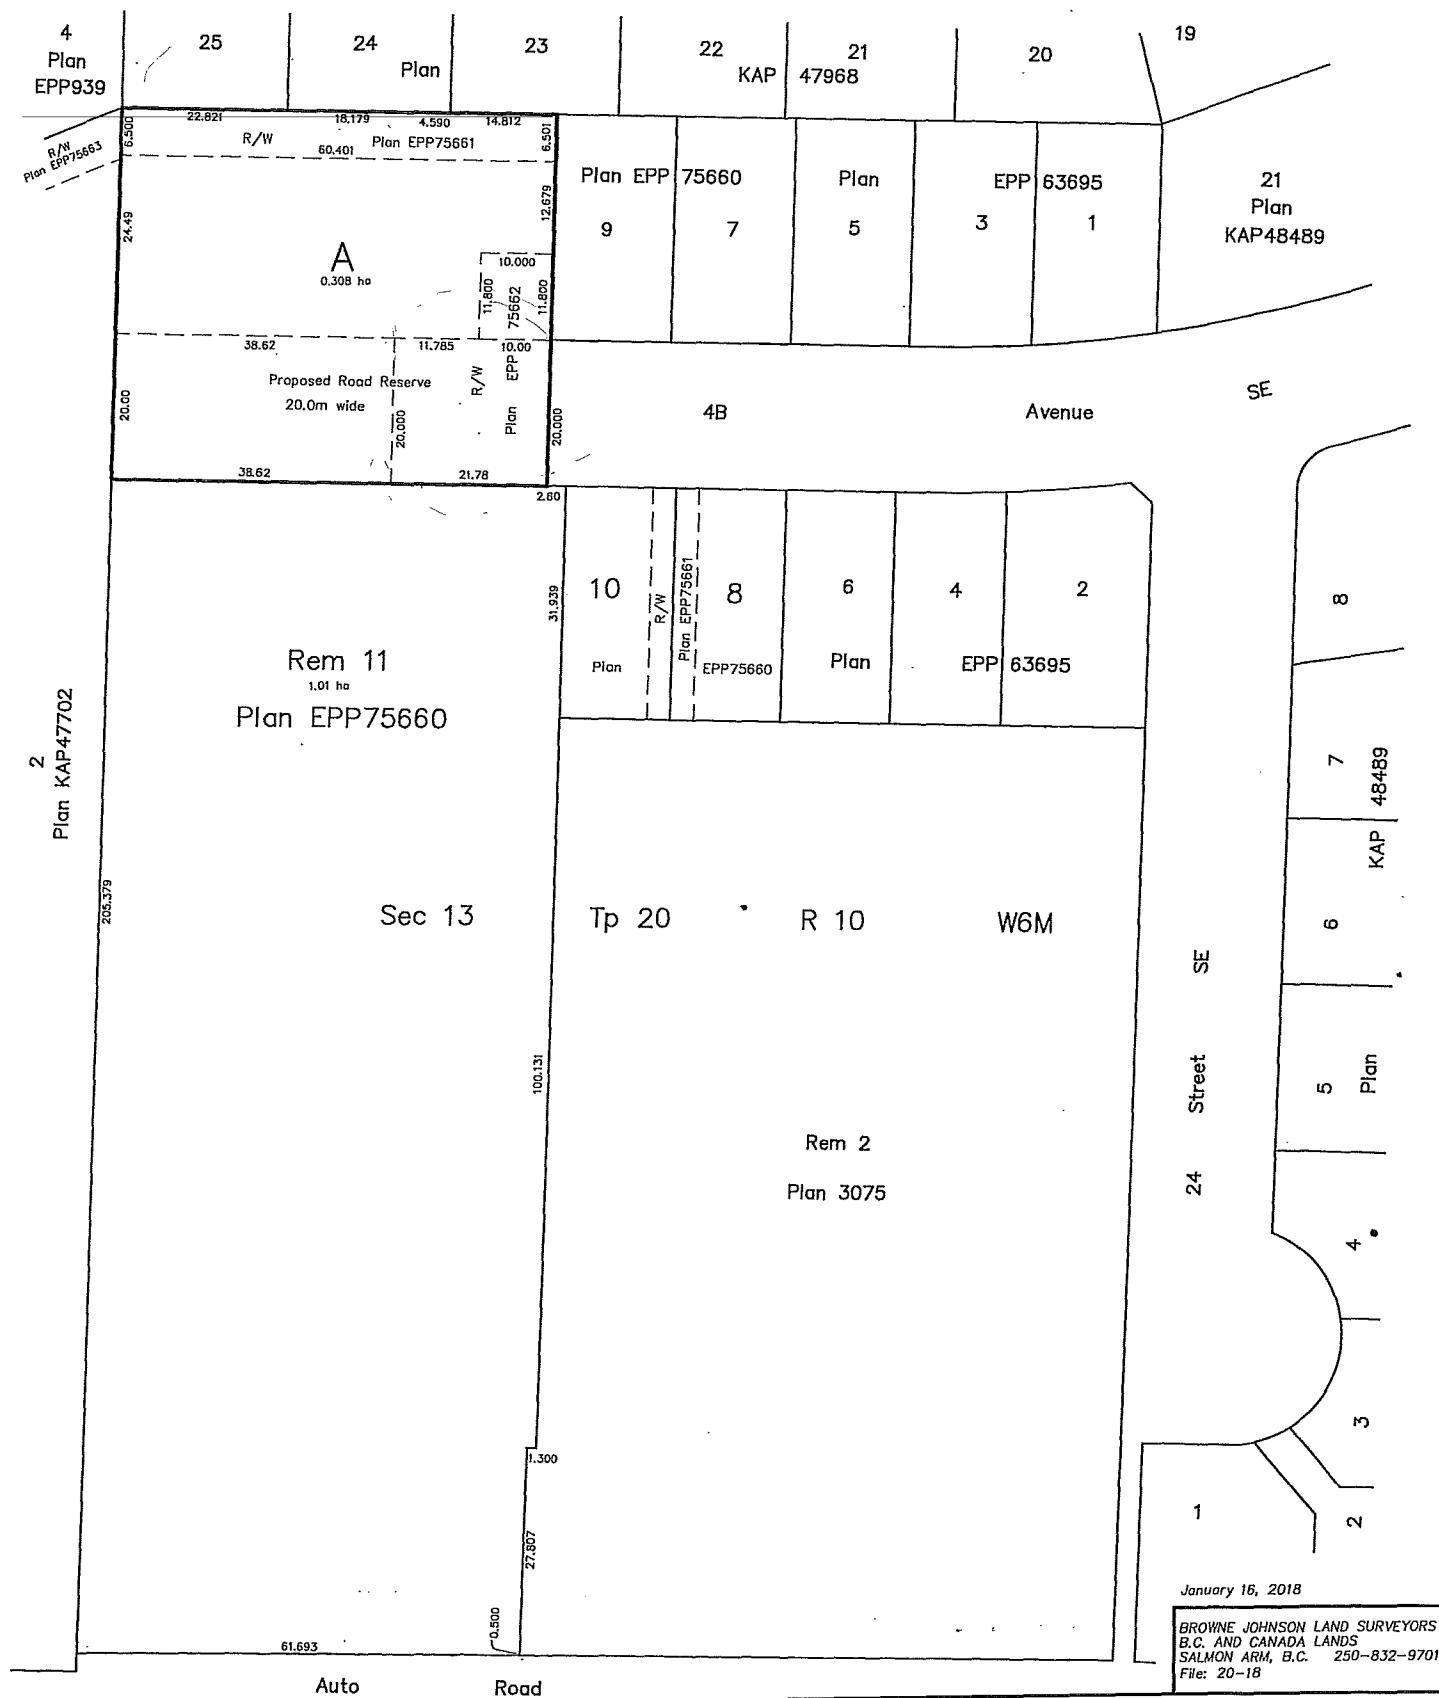 4
Plan
EPP939
25
24
Plan
23
22
KAP
21
47968
20
19
R/W
Plan EPP75663
22.821
18.179
4.590
14.812
6.500
R/W
Plan EPP75661
60.401
6.501
24.49
A
0.308 ha
12.679
10.000
11.800
11.800
Plan EPP 75662
R/W
38.62
11.785
10.00
Proposed Road Reserve
20.0m wide
20.00
20.000
20.000
38.62
21.78
Plan EPP 75660
9
7
Plan
5
EPP 63695
3
1
21
Plan
KAP48489
4B
Avenue
SE
2.80
31.939
10
Plan
R/W
Plan EPP75661
8
EPP75660
6
Plan
4
EPP 63695
2
Rem 11
1.01 ha
Plan EPP75660
2
Plan KAP47702
205.379
Sec 13
Tp 20
R 10
W6M
100.131
Rem 2
Plan 3075
24 Street SE
8
7
6
5
4
3
2
1
Plan KAP 48489
1.300
27.807
0.500
61.693
Auto Road
January 16, 2018
BROWNE JOHNSON LAND SURVEYORS
B.C. AND CANADA LANDS
SALMON ARM, B.C. 250-832-9701
File: 20-18